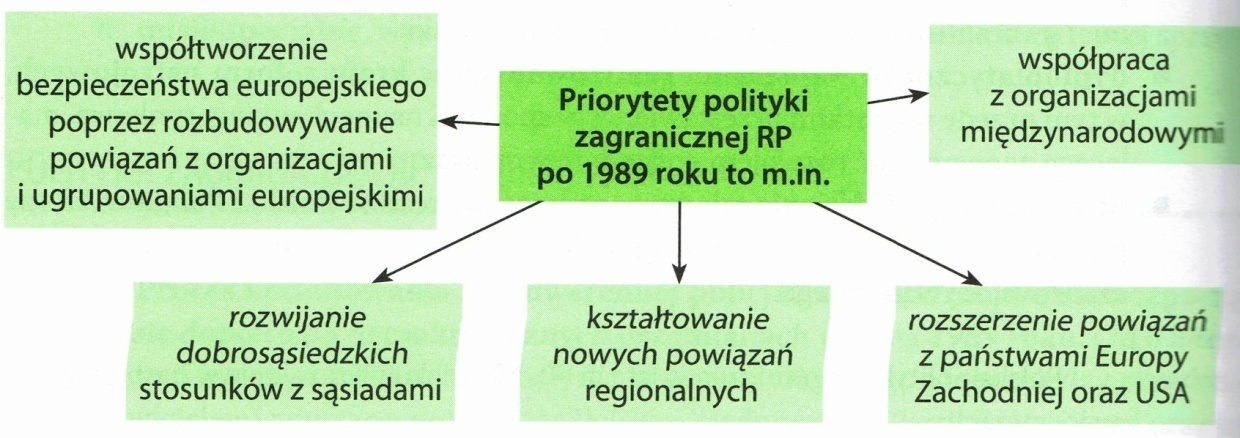 Priorytety polityki
zagranicznej RP
po 1989 roku to m.in.
współtworzenie
bezpieczeństwa europejskiego
poprzez rozbudowywanie
powiązań z organizacjami
i ugrupowaniami europejskimi
współpraca
z organizacjami
międzynarodowymi
rozwijanie
dobrosąsiedzkich
stosunków z sąsiadami
kształtowanie
nowych powiązań
regionalnych
rozszerzenie powiązań
z państwami Europy
Zachodniej oraz USA